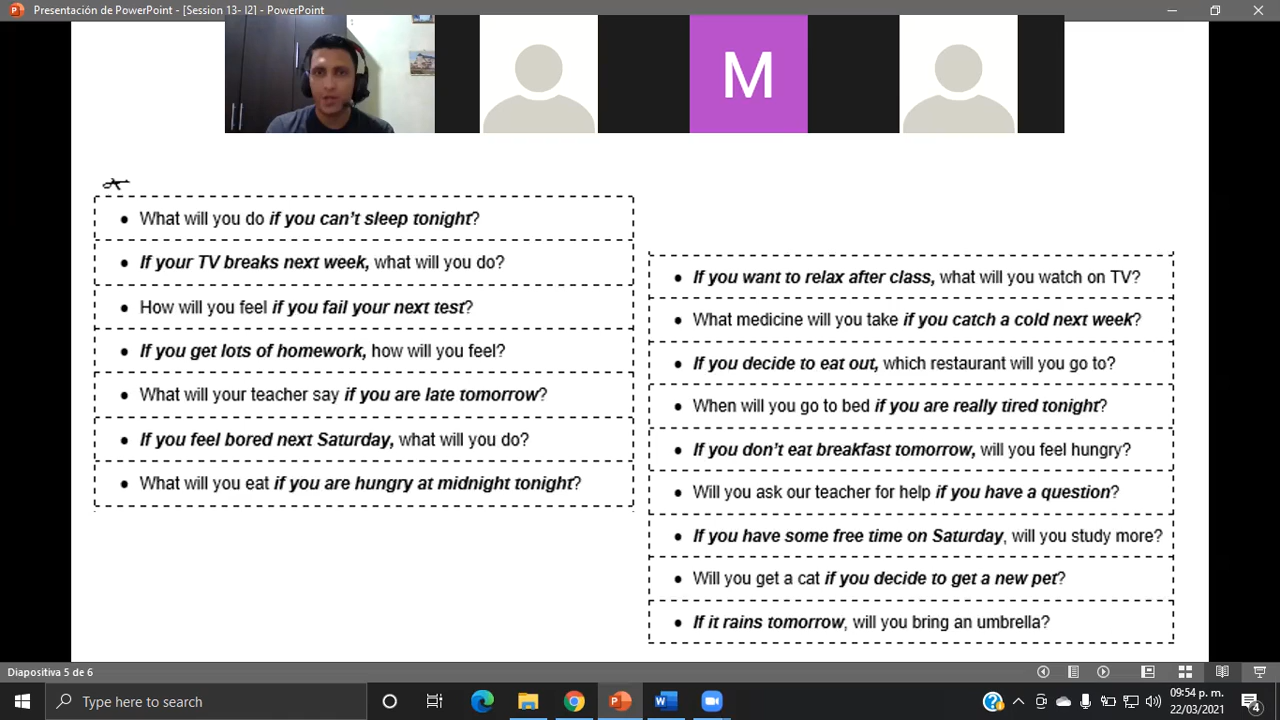 Presentación de PowerPoint - [Session 13- I2] - PowerPoint
M
• What will you do if you can't sleep tonight?
• If your TV breaks next week, what will you do?
• How will you feel if you fail your next test?
• If you get lots of homework, how will you feel?
• What will your teacher say if you are late tomorrow?
• If you feel bored next Saturday, what will you do?
• What will you eat if you are hungry at midnight tonight?
• If you want to relax after class, what will you watch on TV?
• What medicine will you take if you catch a cold next week?
• If you decide to eat out, which restaurant will you go to?
• When will you go to bed if you are really tired tonight?
• If you don't eat breakfast tomorrow, will you feel hungry?
• Will you ask our teacher for help if you have a question?
• If you have some free time on Saturday, will you study more?
• Will you get a cat if you decide to get a new pet?
• If it rains tomorrow, will you bring an umbrella?
Diapositiva 5 de 6
Type here to search
09:54 p. m.
22/03/2021
4